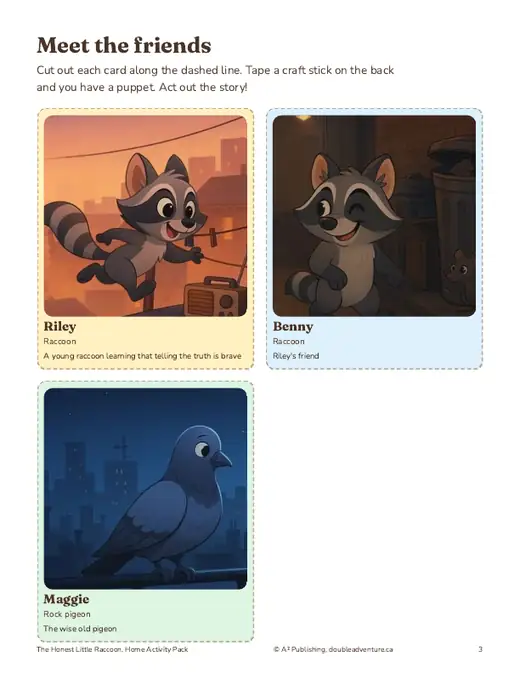 Meet the friends
Cut out each card along the dashed line. Tape a craft stick on the back
and you have a puppet. Act out the story!
Riley
Raccoon
A young raccoon learning that telling the truth is brave
Benny
Raccoon
Riley's friend
Maggie
Rock pigeon
The wise old pigeon
The Honest Little Raccoon, Home Activity Pack
© A² Publishing, doubleadventure.ca
3